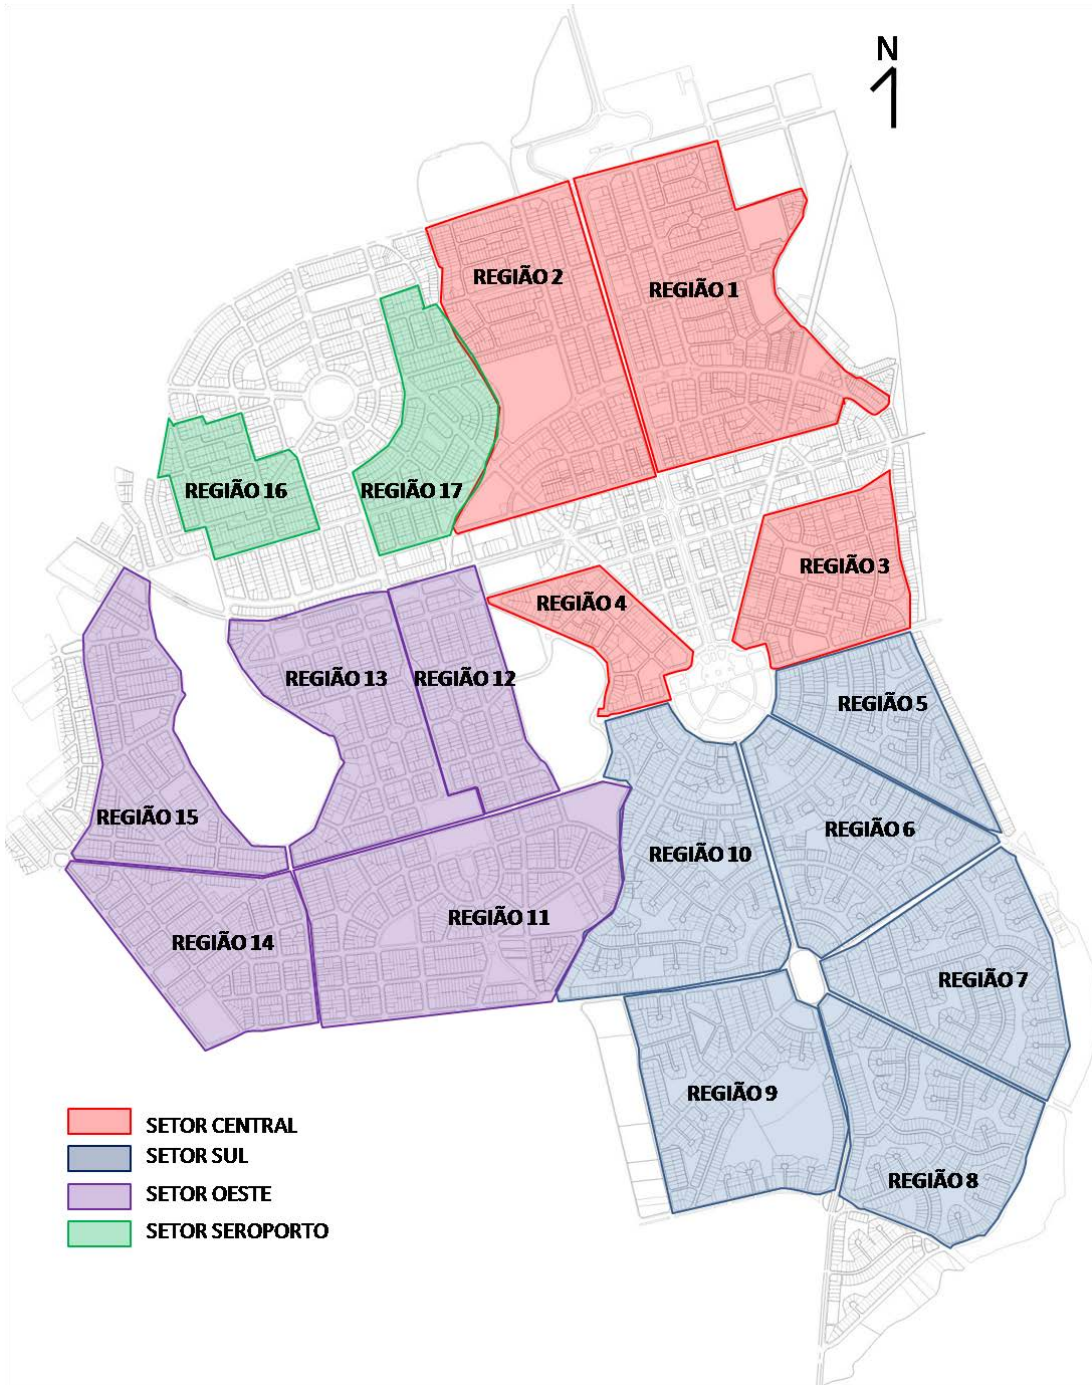 N
REGIÃO 2
REGIÃO 1
REGIÃO 16
REGIÃO 17
REGIÃO 3
REGIÃO 4
REGIÃO 13
REGIÃO 12
REGIÃO 5
REGIÃO 15
REGIÃO 6
REGIÃO 10
REGIÃO 11
REGIÃO 14
REGIÃO 7
REGIÃO 9
REGIÃO 8
SETOR CENTRAL
SETOR SUL
SETOR OESTE
SETOR SEROPORTO